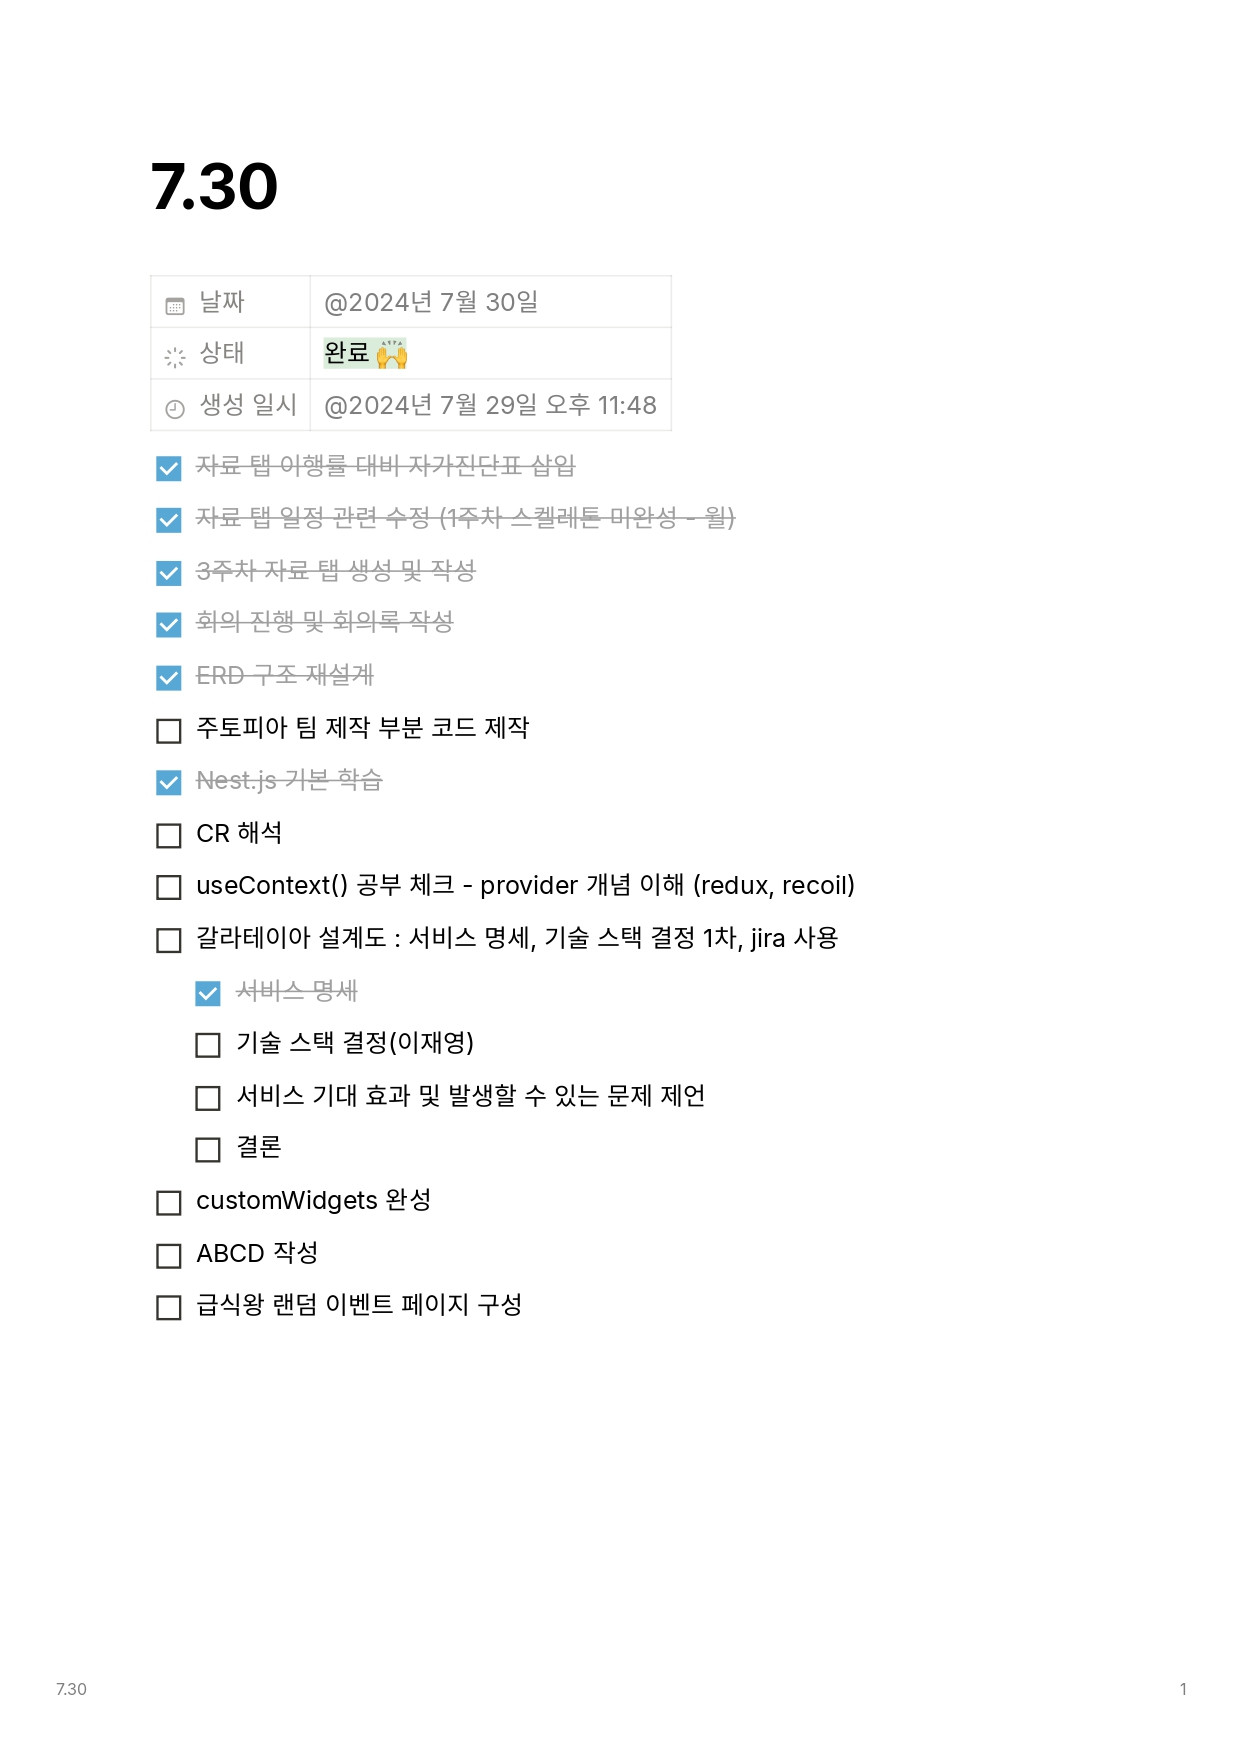 7.30
날짜 @2024년 7월 30일
상태 완료 🙌
생성 일시 @2024년 7월 29일 오후 11:48
자료 탭 이행률 대비 자가진단표 삽입
자료 탭 일정 관련 수정 (1주차 스켈레톤 미완성 - 월)
3주차 자료 탭 생성 및 작성
회의 진행 및 회의록 작성
ERD 구조 재설계
주토피아 팀 제작 부분 코드 제작
Nest.js 기본 학습
CR 해석
useContext() 공부 체크 - provider 개념 이해 (redux, recoil)
갈라테이아 설계도 : 서비스 명세, 기술 스택 결정 1차, jira 사용
서비스 명세
기술 스택 결정(이재영)
서비스 기대 효과 및 발생할 수 있는 문제 제언
결론
customWidgets 완성
ABCD 작성
급식왕 랜덤 이벤트 페이지 구성
7.30 1